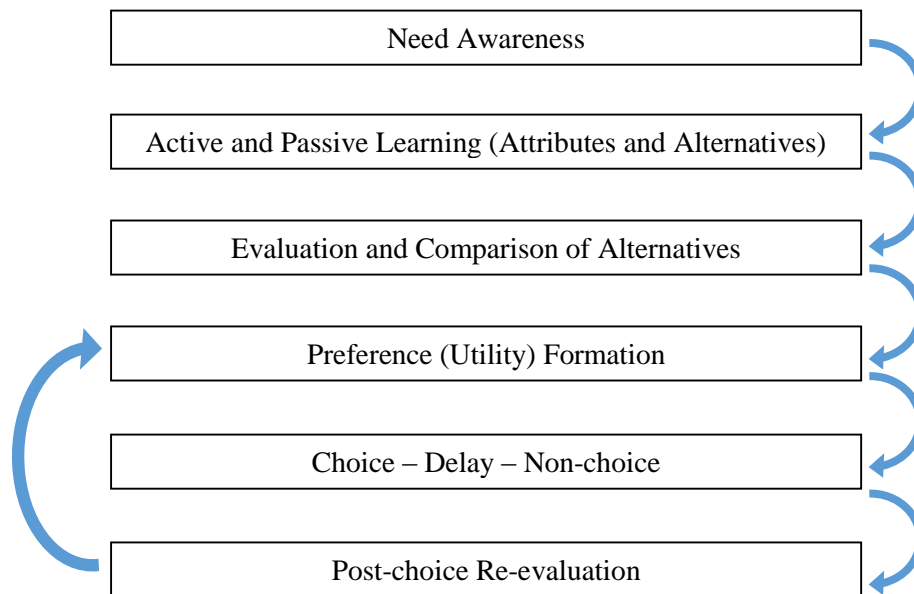 Need Awareness
Active and Passive Learning (Attributes and Alternatives)
Evaluation and Comparison of Alternatives
Preference (Utility) Formation
Choice – Delay – Non-choice
Post-choice Re-evaluation